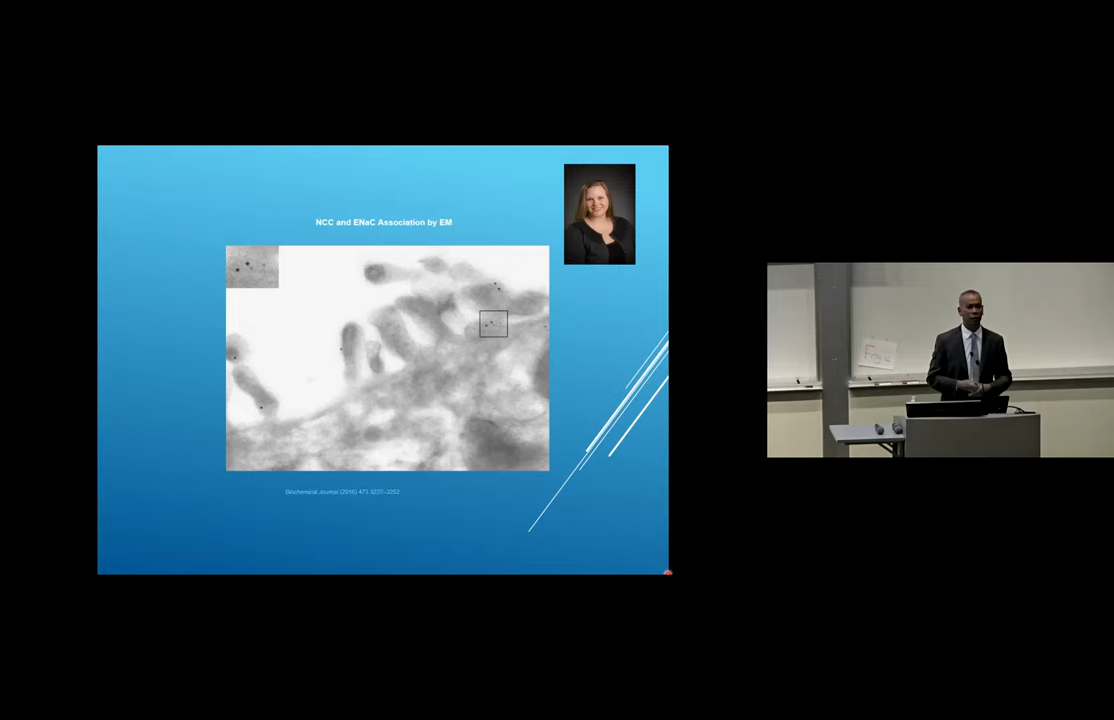 NCC and ENaC Association by EM
Biochemical Journal (2016) 473 3237–3252